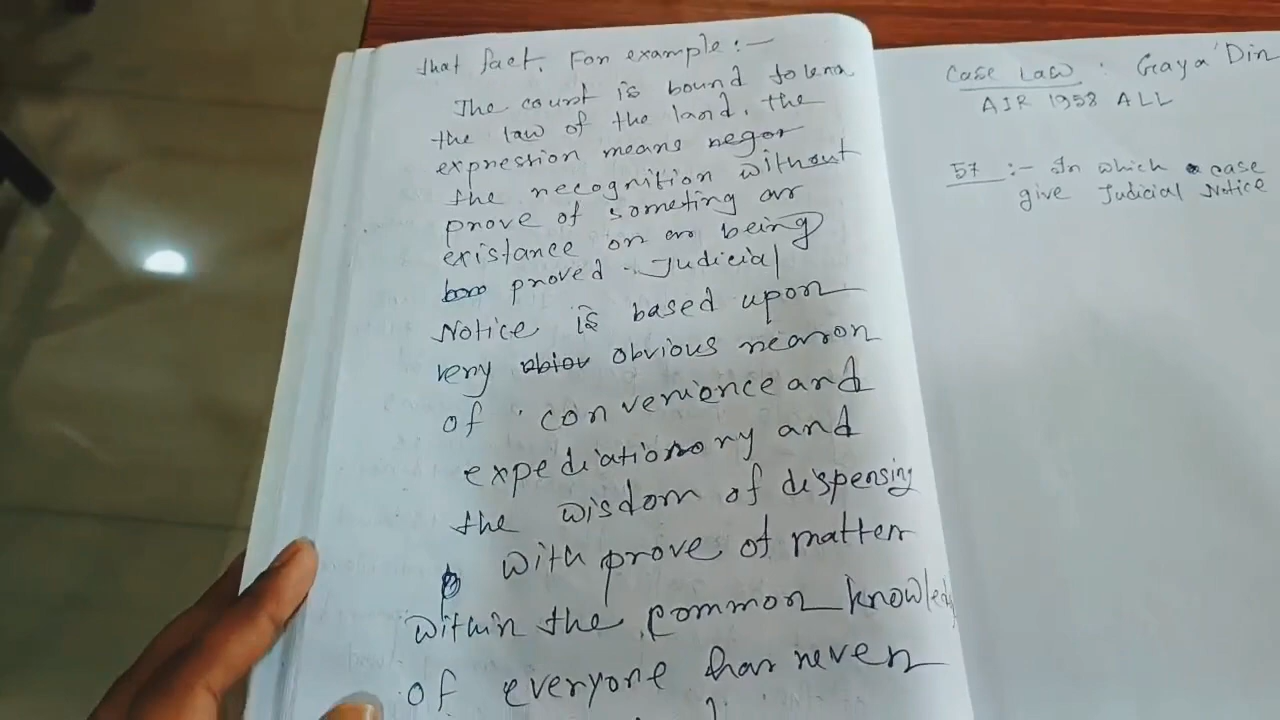 that fact. For example :-
The court is bound to
the law of the land. the
expression means
the recognition without
prove of someting or
existance on or being
proved. Judicial
Notice is based upon
very obvious reason
of convenience and
and
the wisdom of dispensing
with prove of matter
within the common knowledg
of everyone has never
Case Law : Gaya Din
AIR 1958 ALL
57 :- In which case
give Judicial Notice